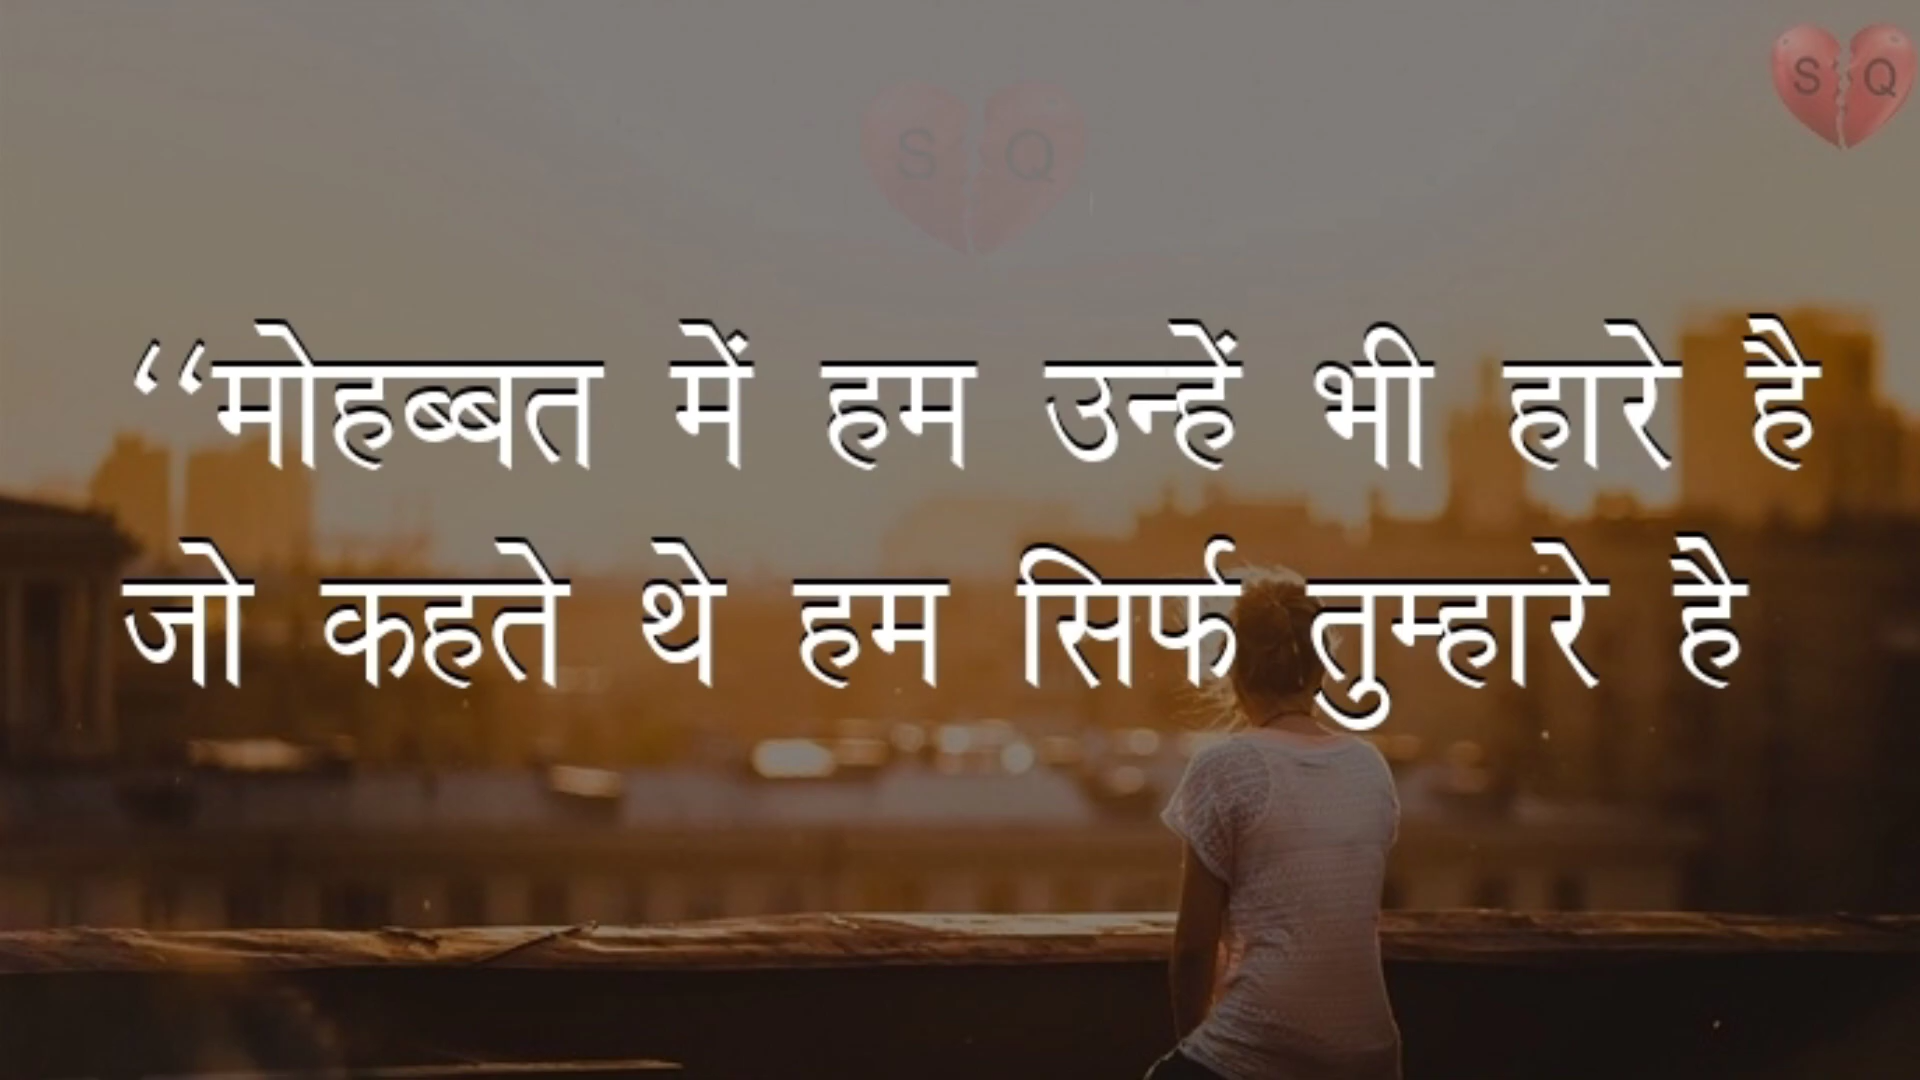 S Q
S Q
‘‘मोहब्बत में हम उन्हें भी हारे है
जो कहते थे हम सिर्फ तुम्हारे है